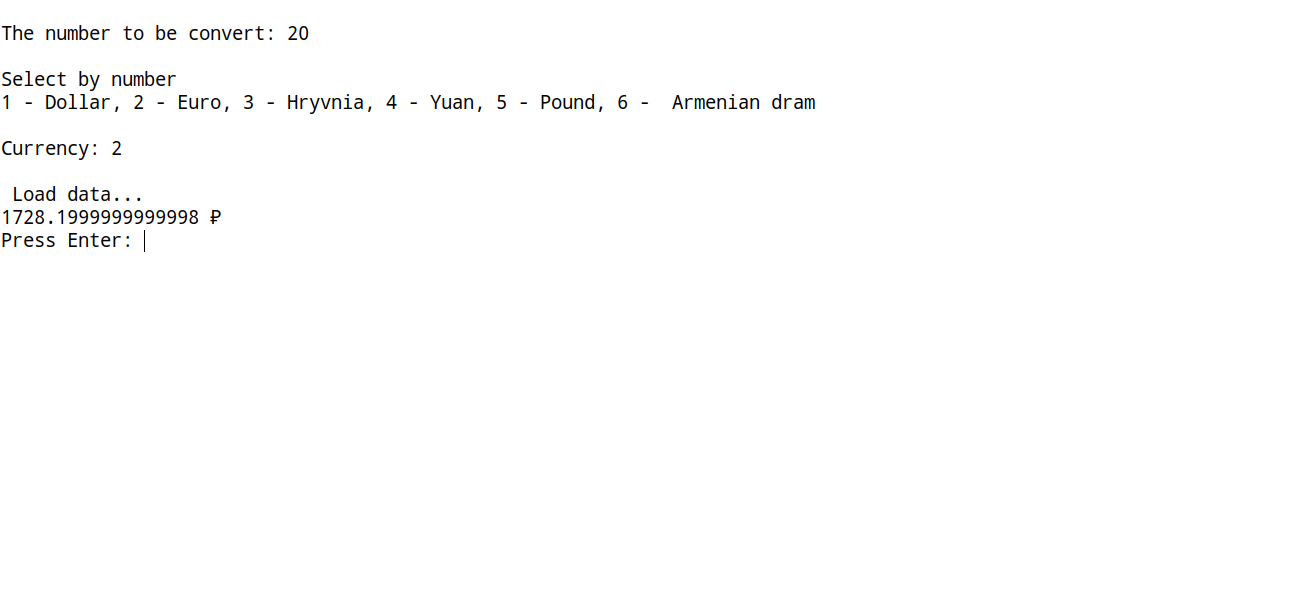 The number to be convert: 20
Select by number
1 - Dollar, 2 - Euro, 3 - Hryvnia, 4 - Yuan, 5 - Pound, 6 -  Armenian dram
Currency: 2
 Load data...
1728.1999999999998 ₽
Press Enter: